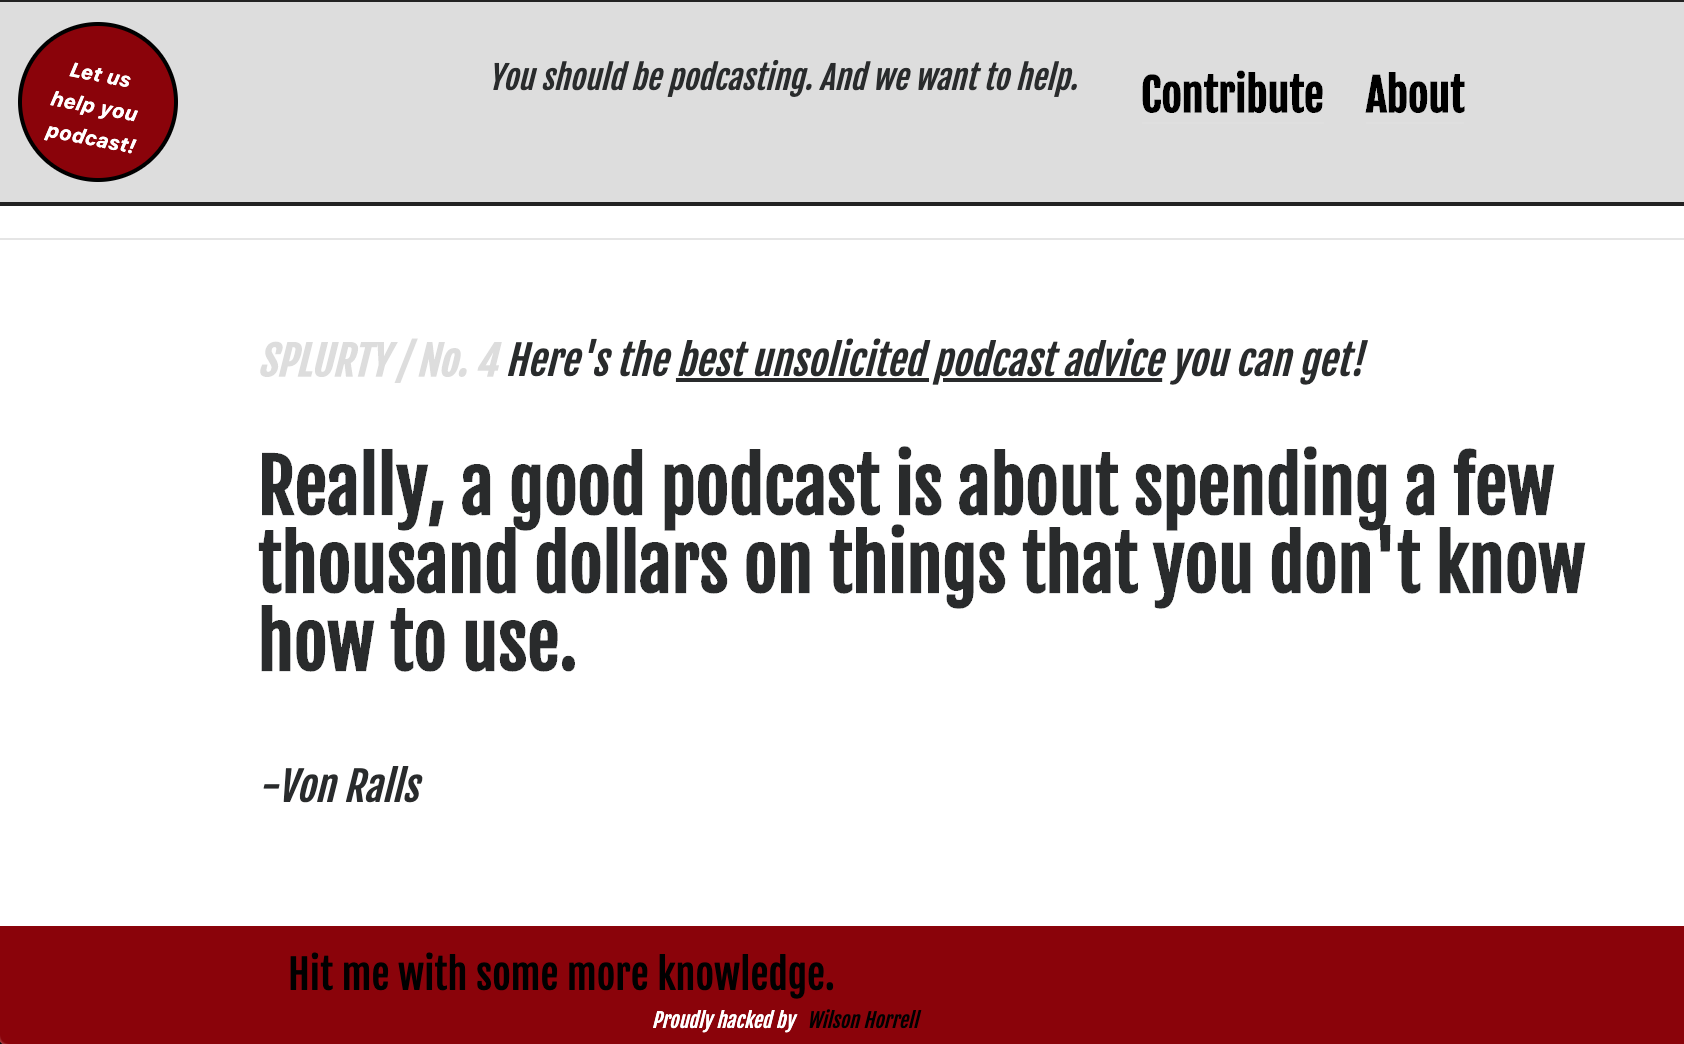 Let us
help you
podcast!
You should be podcasting. And we want to help.
Contribute About
SPLURTY / No. 4 Here's the best unsolicited podcast advice you can get!
Really, a good podcast is about spending a few
thousand dollars on things that you don't know
how to use.
-Von Ralls
Hit me with some more knowledge.
Proudly hacked by Wilson Horrell